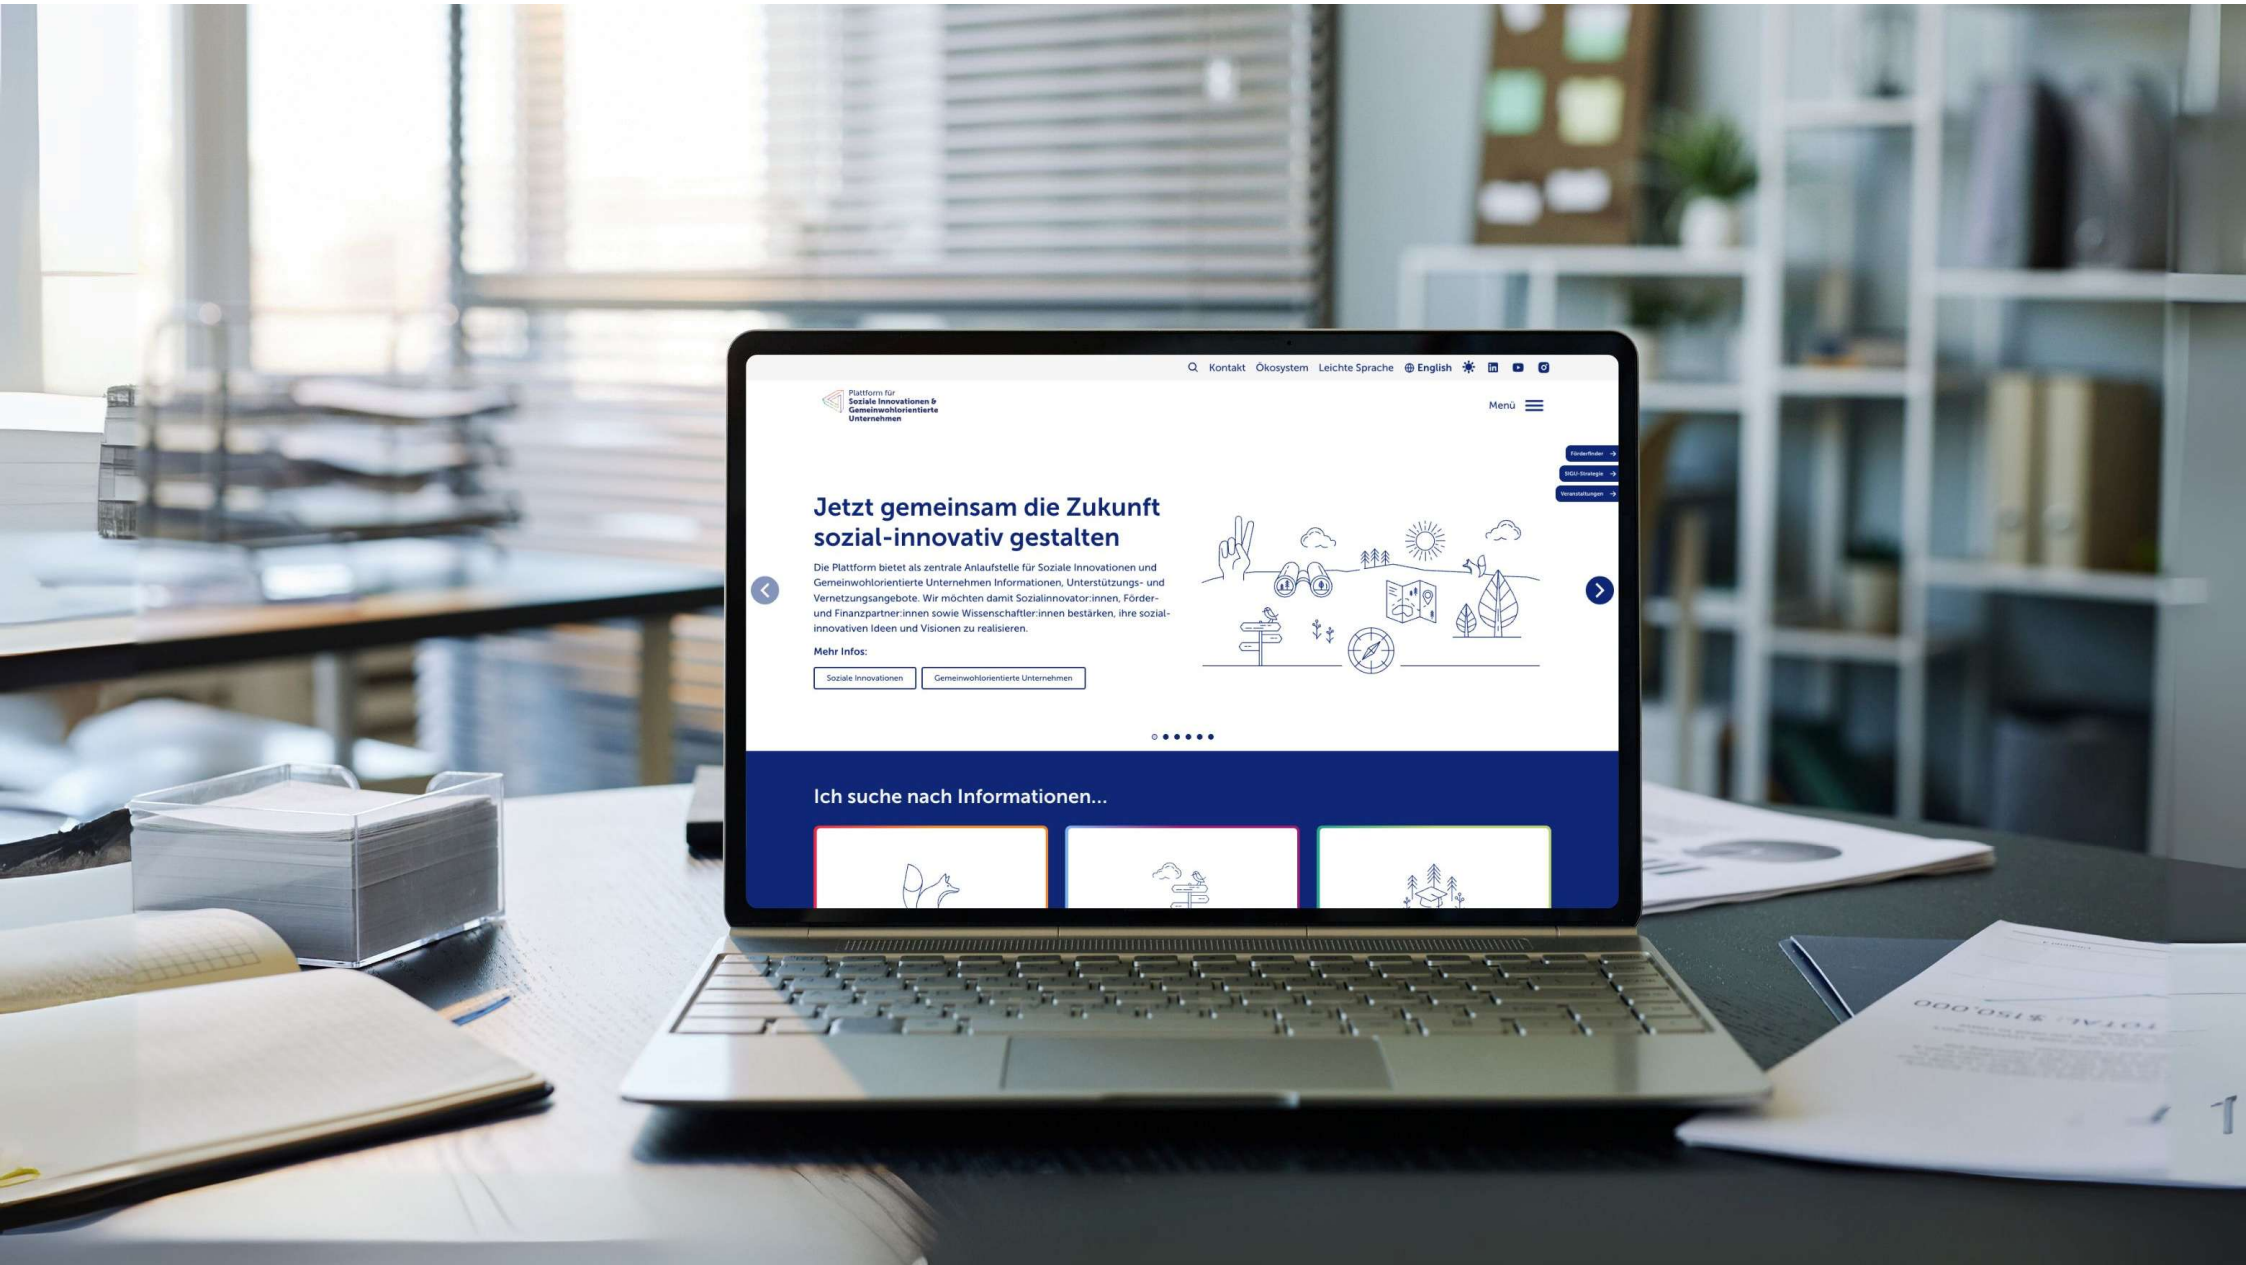 Kontakt Ökosystem Leichte Sprache English
Plattform für
Soziale Innovationen &
Gemeinwohlorientierte
Unternehmen
Menü
Förderfinder
SIGU-Strategie
Veranstaltungen
Jetzt gemeinsam die Zukunft
sozial-innovativ gestalten
Die Plattform bietet als zentrale Anlaufstelle für Soziale Innovationen und
Gemeinwohlorientierte Unternehmen Informationen, Unterstützungs- und
Vernetzungsangebote. Wir möchten damit Sozialinnovator:innen, Förder-
und Finanzpartner:innen sowie Wissenschaftler:innen bestärken, ihre sozial-
innovativen Ideen und Visionen zu realisieren.
Mehr Infos:
Soziale Innovationen Gemeinwohlorientierte Unternehmen
Ich suche nach Informationen...
TOTAL: $150.000